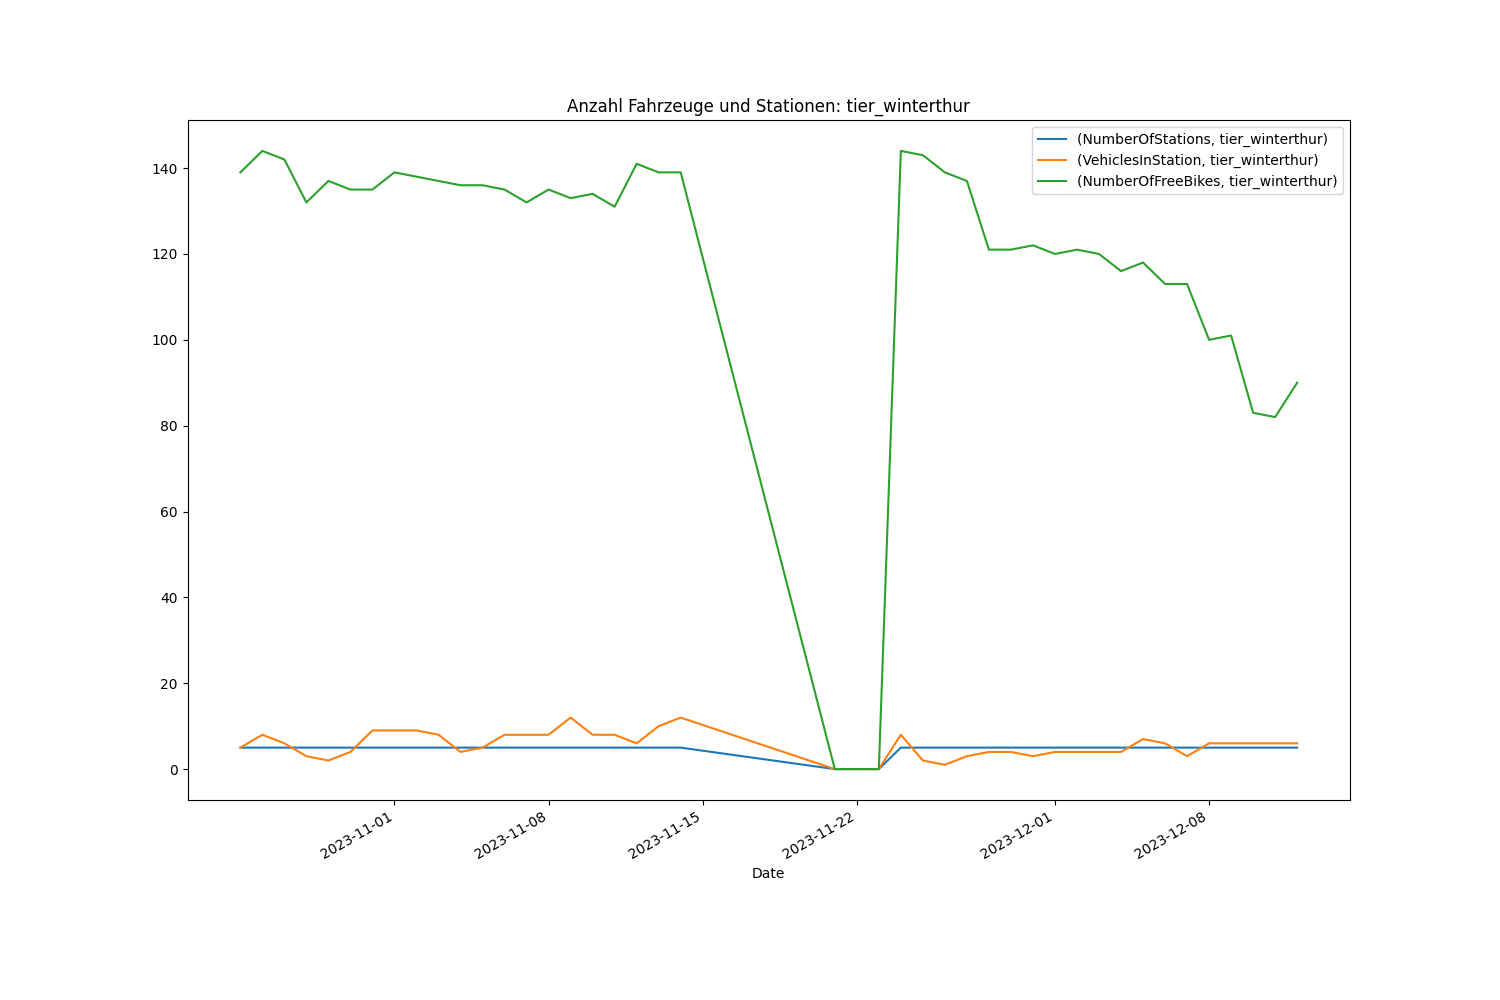 Anzahl Fahrzeuge und Stationen: tier_winterthur
(NumberOfStations, tier_winterthur)
(VehiclesInStation, tier_winterthur)
(NumberOfFreeBikes, tier_winterthur)
140
120
100
80
60
40
20
0
2023-11-01
2023-11-08
2023-11-15
2023-11-22
2023-12-01
2023-12-08
Date